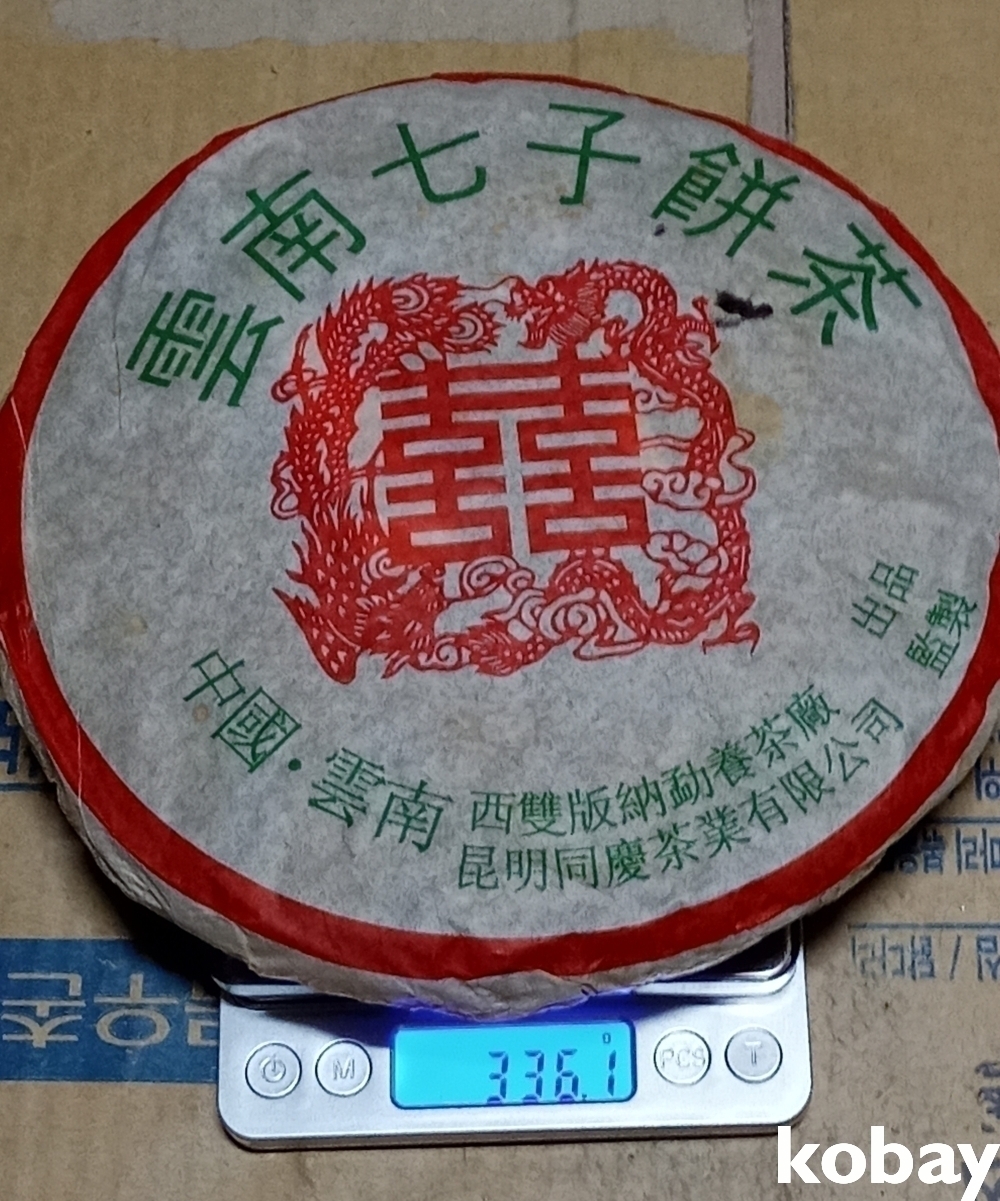 雲南七子餅茶
囍
中國·雲南
西雙版納勐養茶廠 出品
昆明同慶茶業有限公司 監製
336.1
g
M
PCS
T
kobay